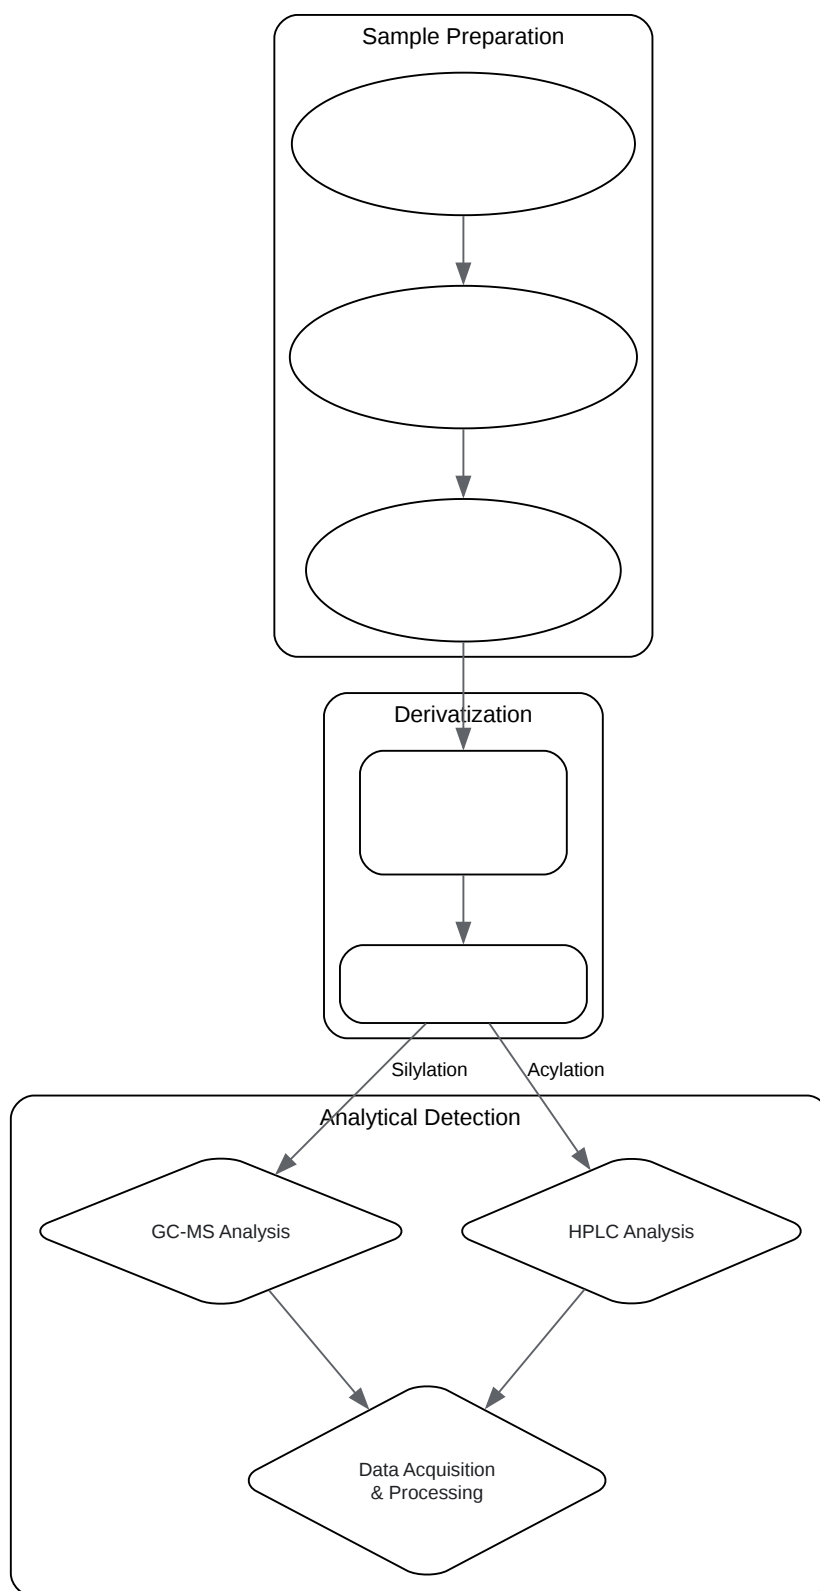 Sample Preparation
Derivatization
Silylation
Acylation
Analytical Detection
GC-MS Analysis
HPLC Analysis
Data Acquisition
& Processing